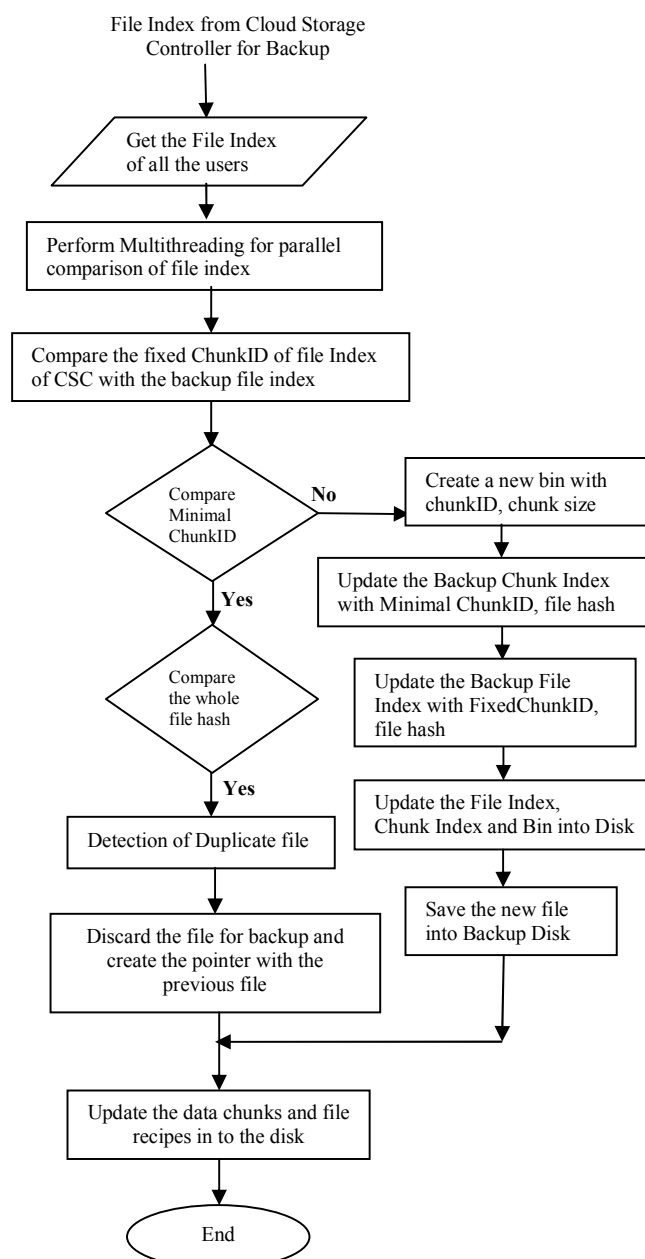 File Index from Cloud Storage
Controller for Backup
Get the File Index
of all the users
Perform Multithreading for parallel
comparison of file index
Compare the fixed ChunkID of file Index
of CSC with the backup file index
Compare
Minimal
ChunkID
No
Create a new bin with
chunkID, chunk size
Update the Backup Chunk Index
with Minimal ChunkID, file hash
Yes
Compare
the whole
file hash
Update the Backup File
Index with FixedChunkID,
file hash
Yes
Update the File Index,
Chunk Index and Bin into Disk
Detection of Duplicate file
Save the new file
into Backup Disk
Discard the file for backup and
create the pointer with the
previous file
Update the data chunks and file
recipes in to the disk
End